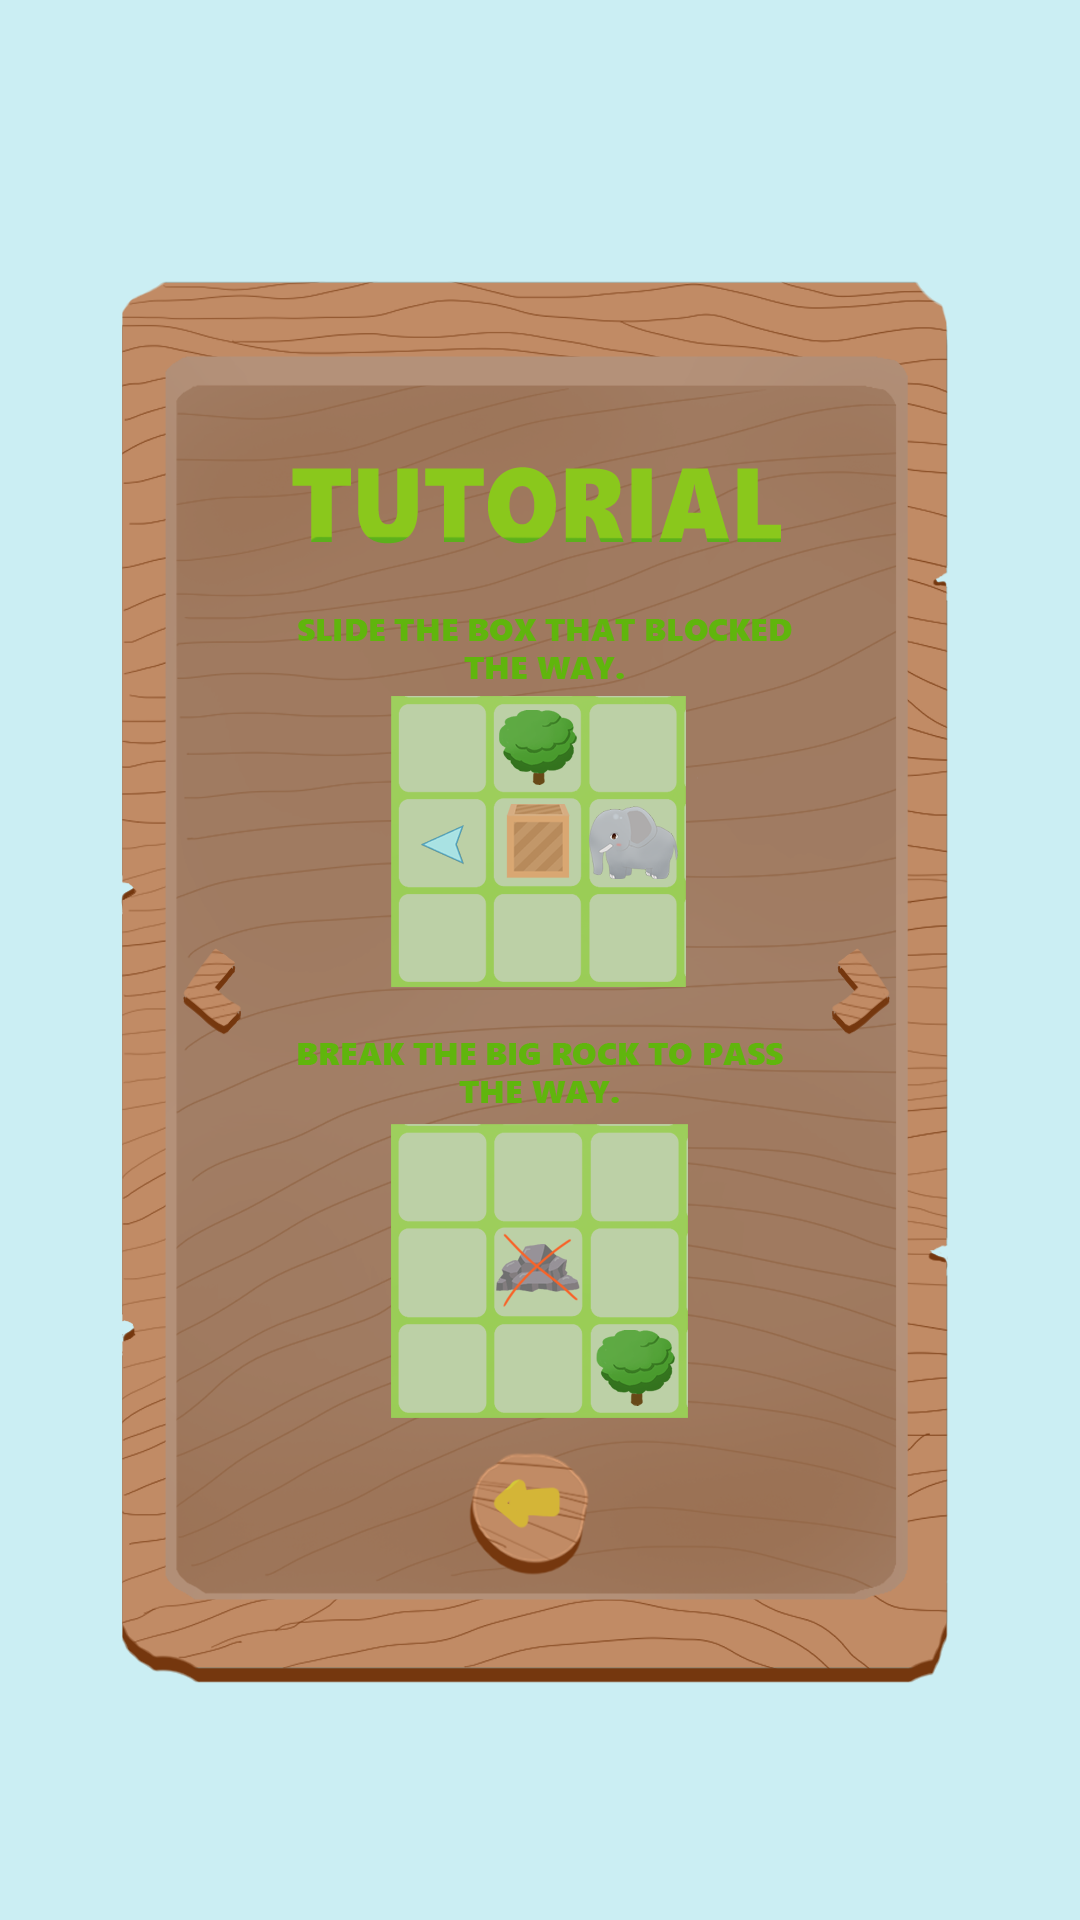 TUTORIAL
SLIDE THE BOX THAT BLOCKED
THE WAY.
BREAK THE BIG ROCK TO PASS
THE WAY.